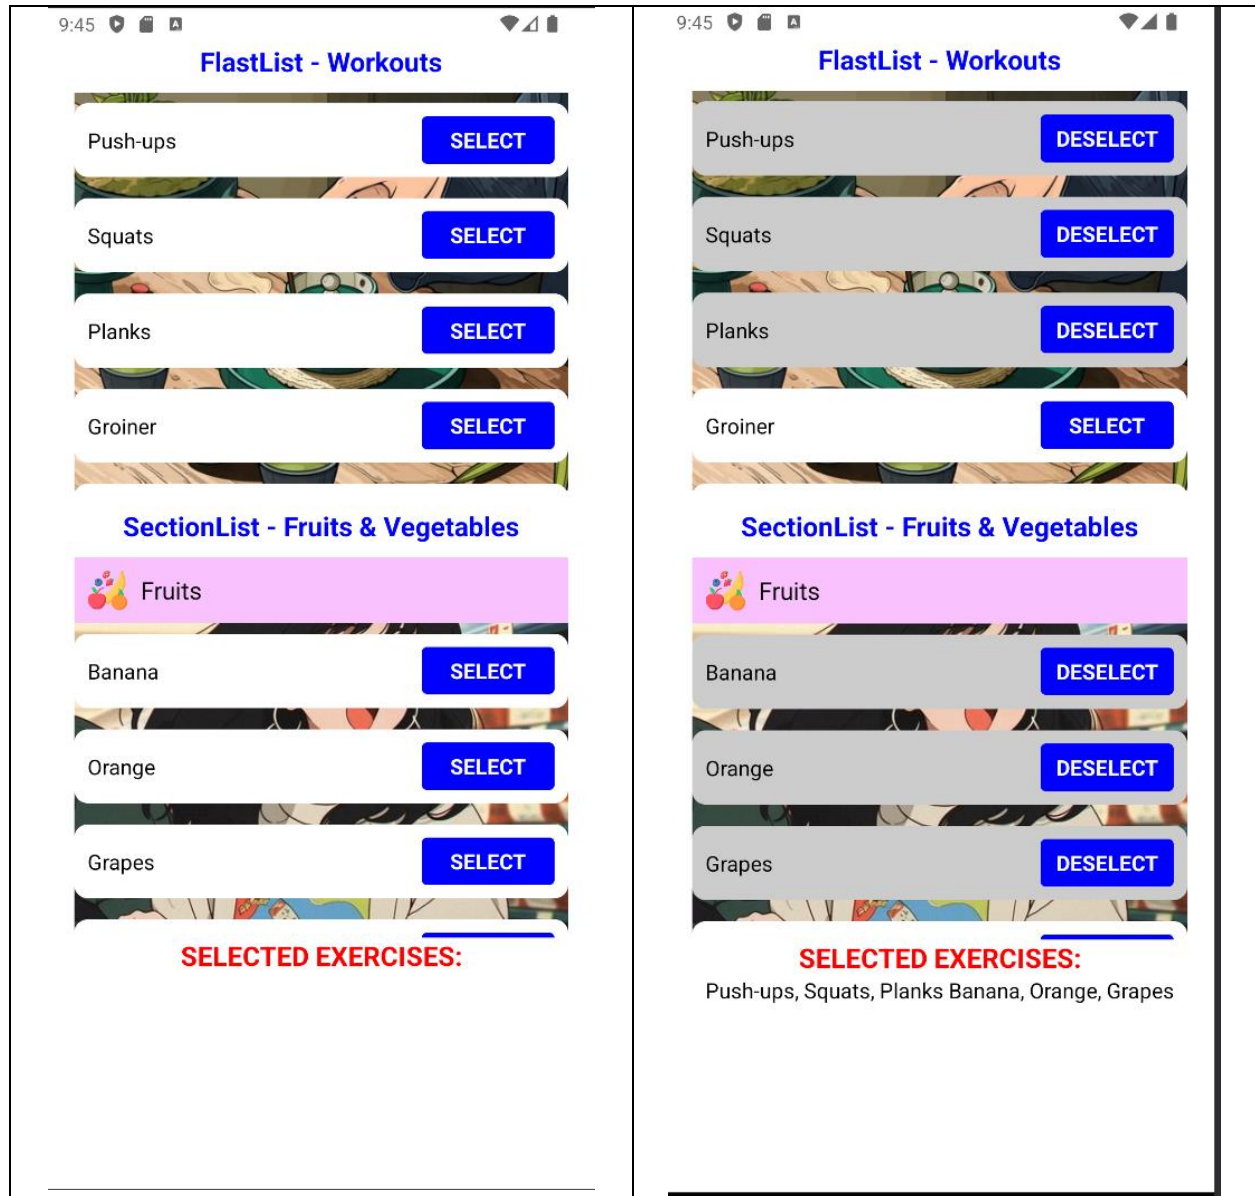 9:45
FlastList - Workouts
Push-ups SELECT
Squats SELECT
Planks SELECT
Groiner SELECT
SectionList - Fruits & Vegetables
Fruits
Banana SELECT
Orange SELECT
Grapes SELECT
SELECTED EXERCISES:
9:45
FlastList - Workouts
Push-ups DESELECT
Squats DESELECT
Planks DESELECT
Groiner SELECT
SectionList - Fruits & Vegetables
Fruits
Banana DESELECT
Orange DESELECT
Grapes DESELECT
SELECTED EXERCISES:
Push-ups, Squats, Planks Banana, Orange, Grapes